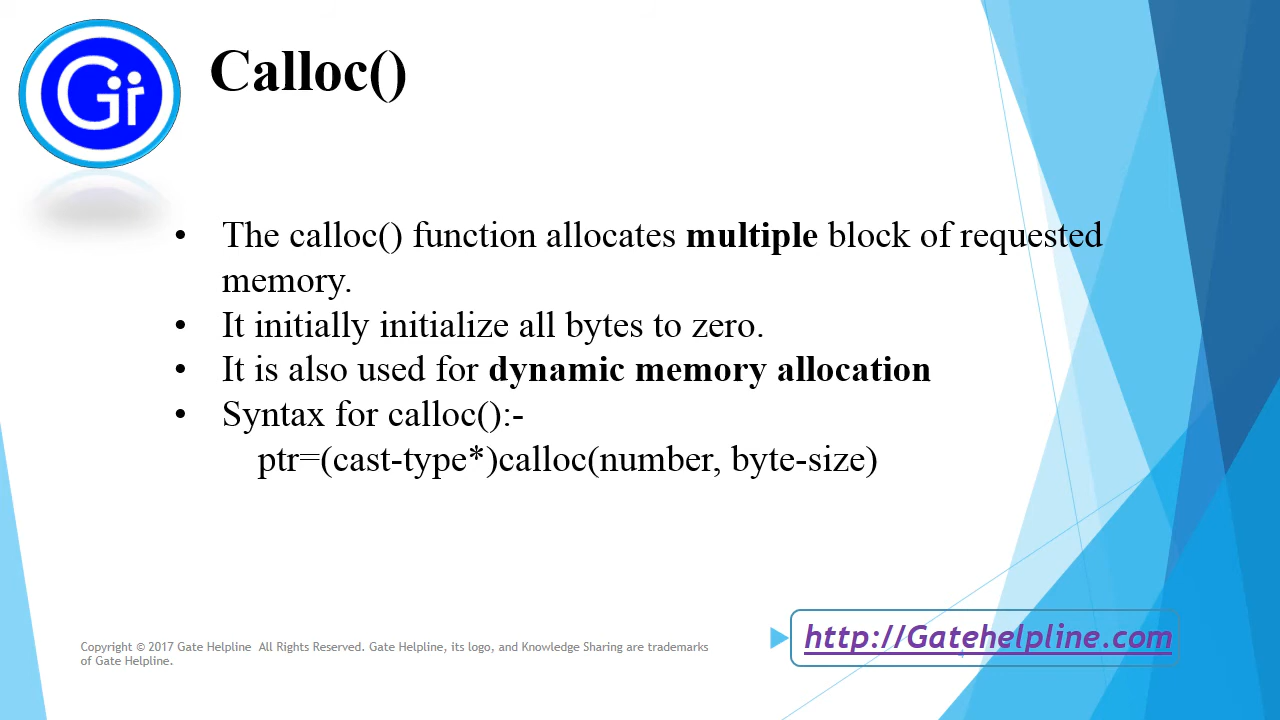 Gi
Calloc()
• The calloc() function allocates multiple block of requested
memory.
• It initially initialize all bytes to zero.
• It is also used for dynamic memory allocation
• Syntax for calloc():-
ptr=(cast-type*)calloc(number, byte-size)
Copyright © 2017 Gate Helpline All Rights Reserved. Gate Helpline, its logo, and Knowledge Sharing are trademarks
of Gate Helpline.
http://Gatehelpline.com